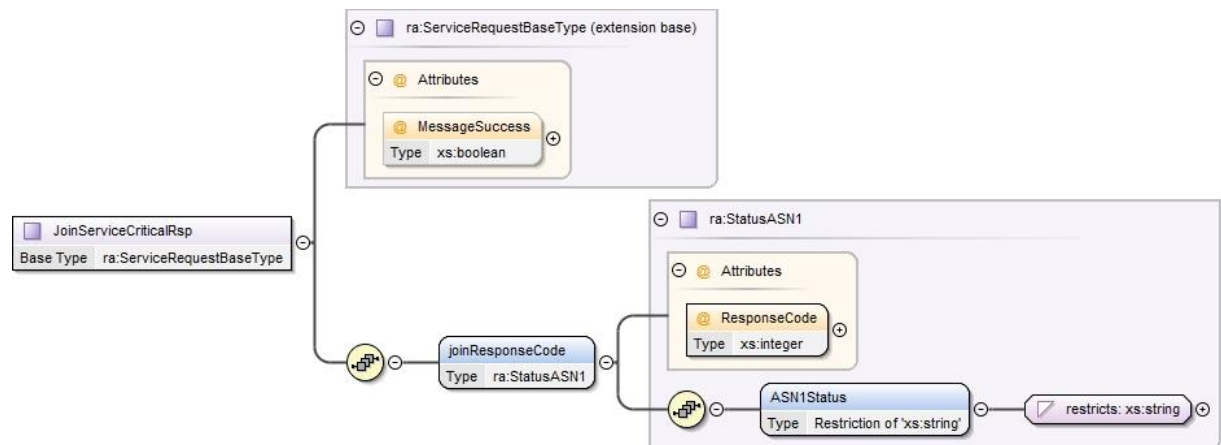 ra:ServiceRequestBaseType (extension base)
@ Attributes
@ MessageSuccess
Type xs:boolean
JoinServiceCriticalRsp
Base Type ra:ServiceRequestBaseType
ra:StatusASN1
@ Attributes
@ ResponseCode
Type xs:integer
joinResponseCode
Type ra:StatusASN1
ASN1Status
Type Restriction of 'xs:string'
restricts: xs:string